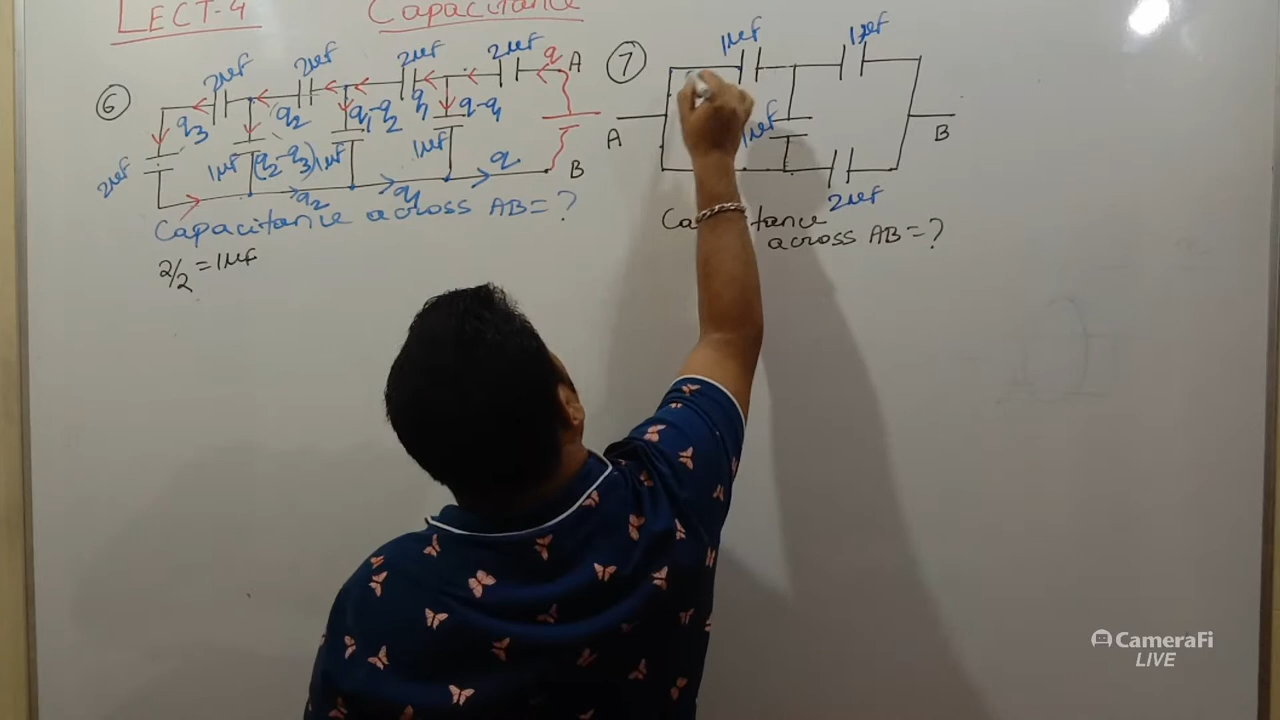 LECT-4 Capacitance
6
2μF 2μF 2μF 2μF q A
q3 q2 q1-q2 q1 q-q1
2μF 1μF (q2-q3) 1μF 1μF q B
q2 q1
Capacitance across AB=?
2/2 = 1μF
7
1μF 1μF
A 1μF B
2μF
across AB=?
CameraFi
LIVE